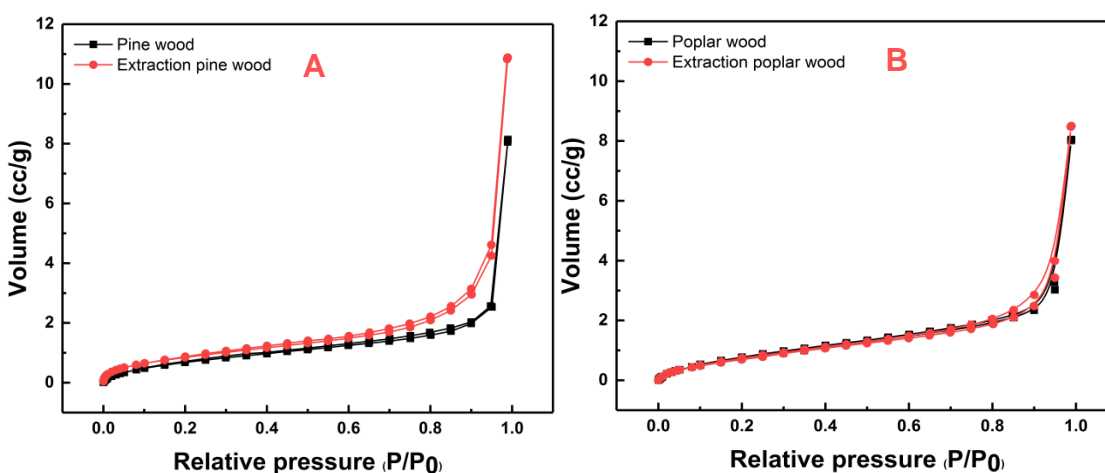 12
10
8
6
4
2
0
Volume (cc/g)
Pine wood
Extraction pine wood
A
0.0 0.2 0.4 0.6 0.8 1.0
Relative pressure (P/P0)
12
10
8
6
4
2
0
Volume (cc/g)
Poplar wood
Extraction poplar wood
B
0.0 0.2 0.4 0.6 0.8 1.0
Relative pressure (P/P0)